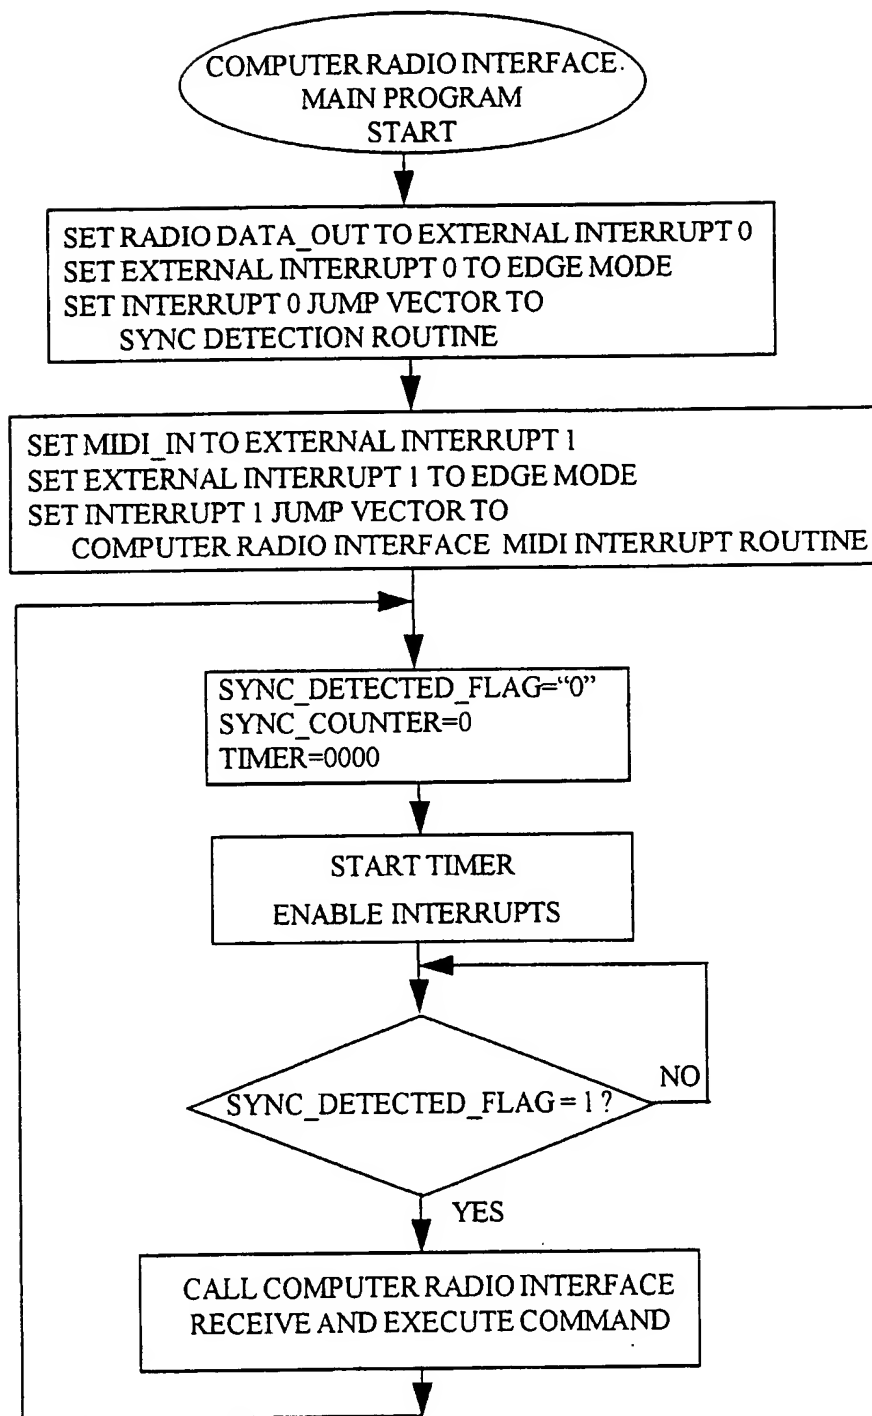 COMPUTER RADIO INTERFACE.
MAIN PROGRAM
START
SET RADIO DATA_OUT TO EXTERNAL INTERRUPT 0
SET EXTERNAL INTERRUPT 0 TO EDGE MODE
SET INTERRUPT 0 JUMP VECTOR TO
SYNC DETECTION ROUTINE
SET MIDI_IN TO EXTERNAL INTERRUPT 1
SET EXTERNAL INTERRUPT 1 TO EDGE MODE
SET INTERRUPT 1 JUMP VECTOR TO
COMPUTER RADIO INTERFACE MIDI INTERRUPT ROUTINE
SYNC_DETECTED_FLAG=“0”
SYNC_COUNTER=0
TIMER=0000
START TIMER
ENABLE INTERRUPTS
SYNC_DETECTED_FLAG = 1 ?
NO
YES
CALL COMPUTER RADIO INTERFACE
RECEIVE AND EXECUTE COMMAND